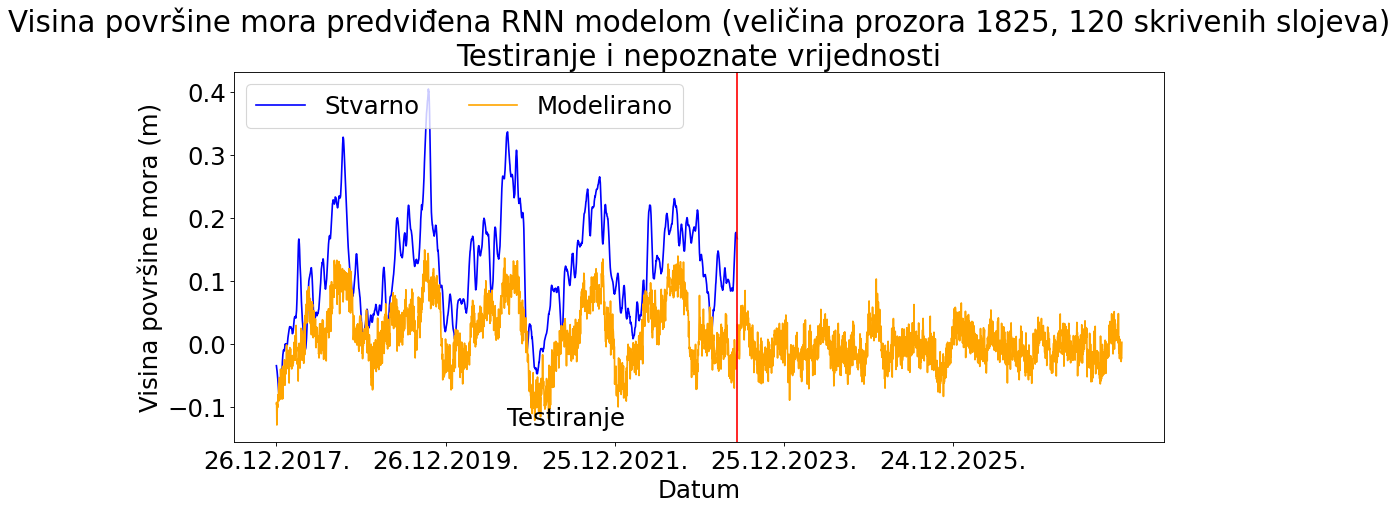 Visina površine mora predviđena RNN modelom (veličina prozora 1825, 120 skrivenih slojeva)
Testiranje i nepoznate vrijednosti
Stvarno
Modelirano
Visina površine mora (m)
0.4
0.3
0.2
0.1
0.0
−0.1
Testiranje
26.12.2017.
26.12.2019.
25.12.2021.
25.12.2023.
24.12.2025.
Datum